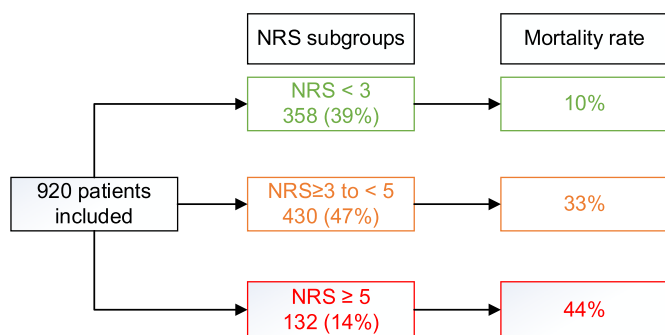 NRS subgroups
Mortality rate
NRS < 3
358 (39%)
10%
920 patients
included
NRS≥3 to < 5
430 (47%)
33%
NRS ≥ 5
132 (14%)
44%